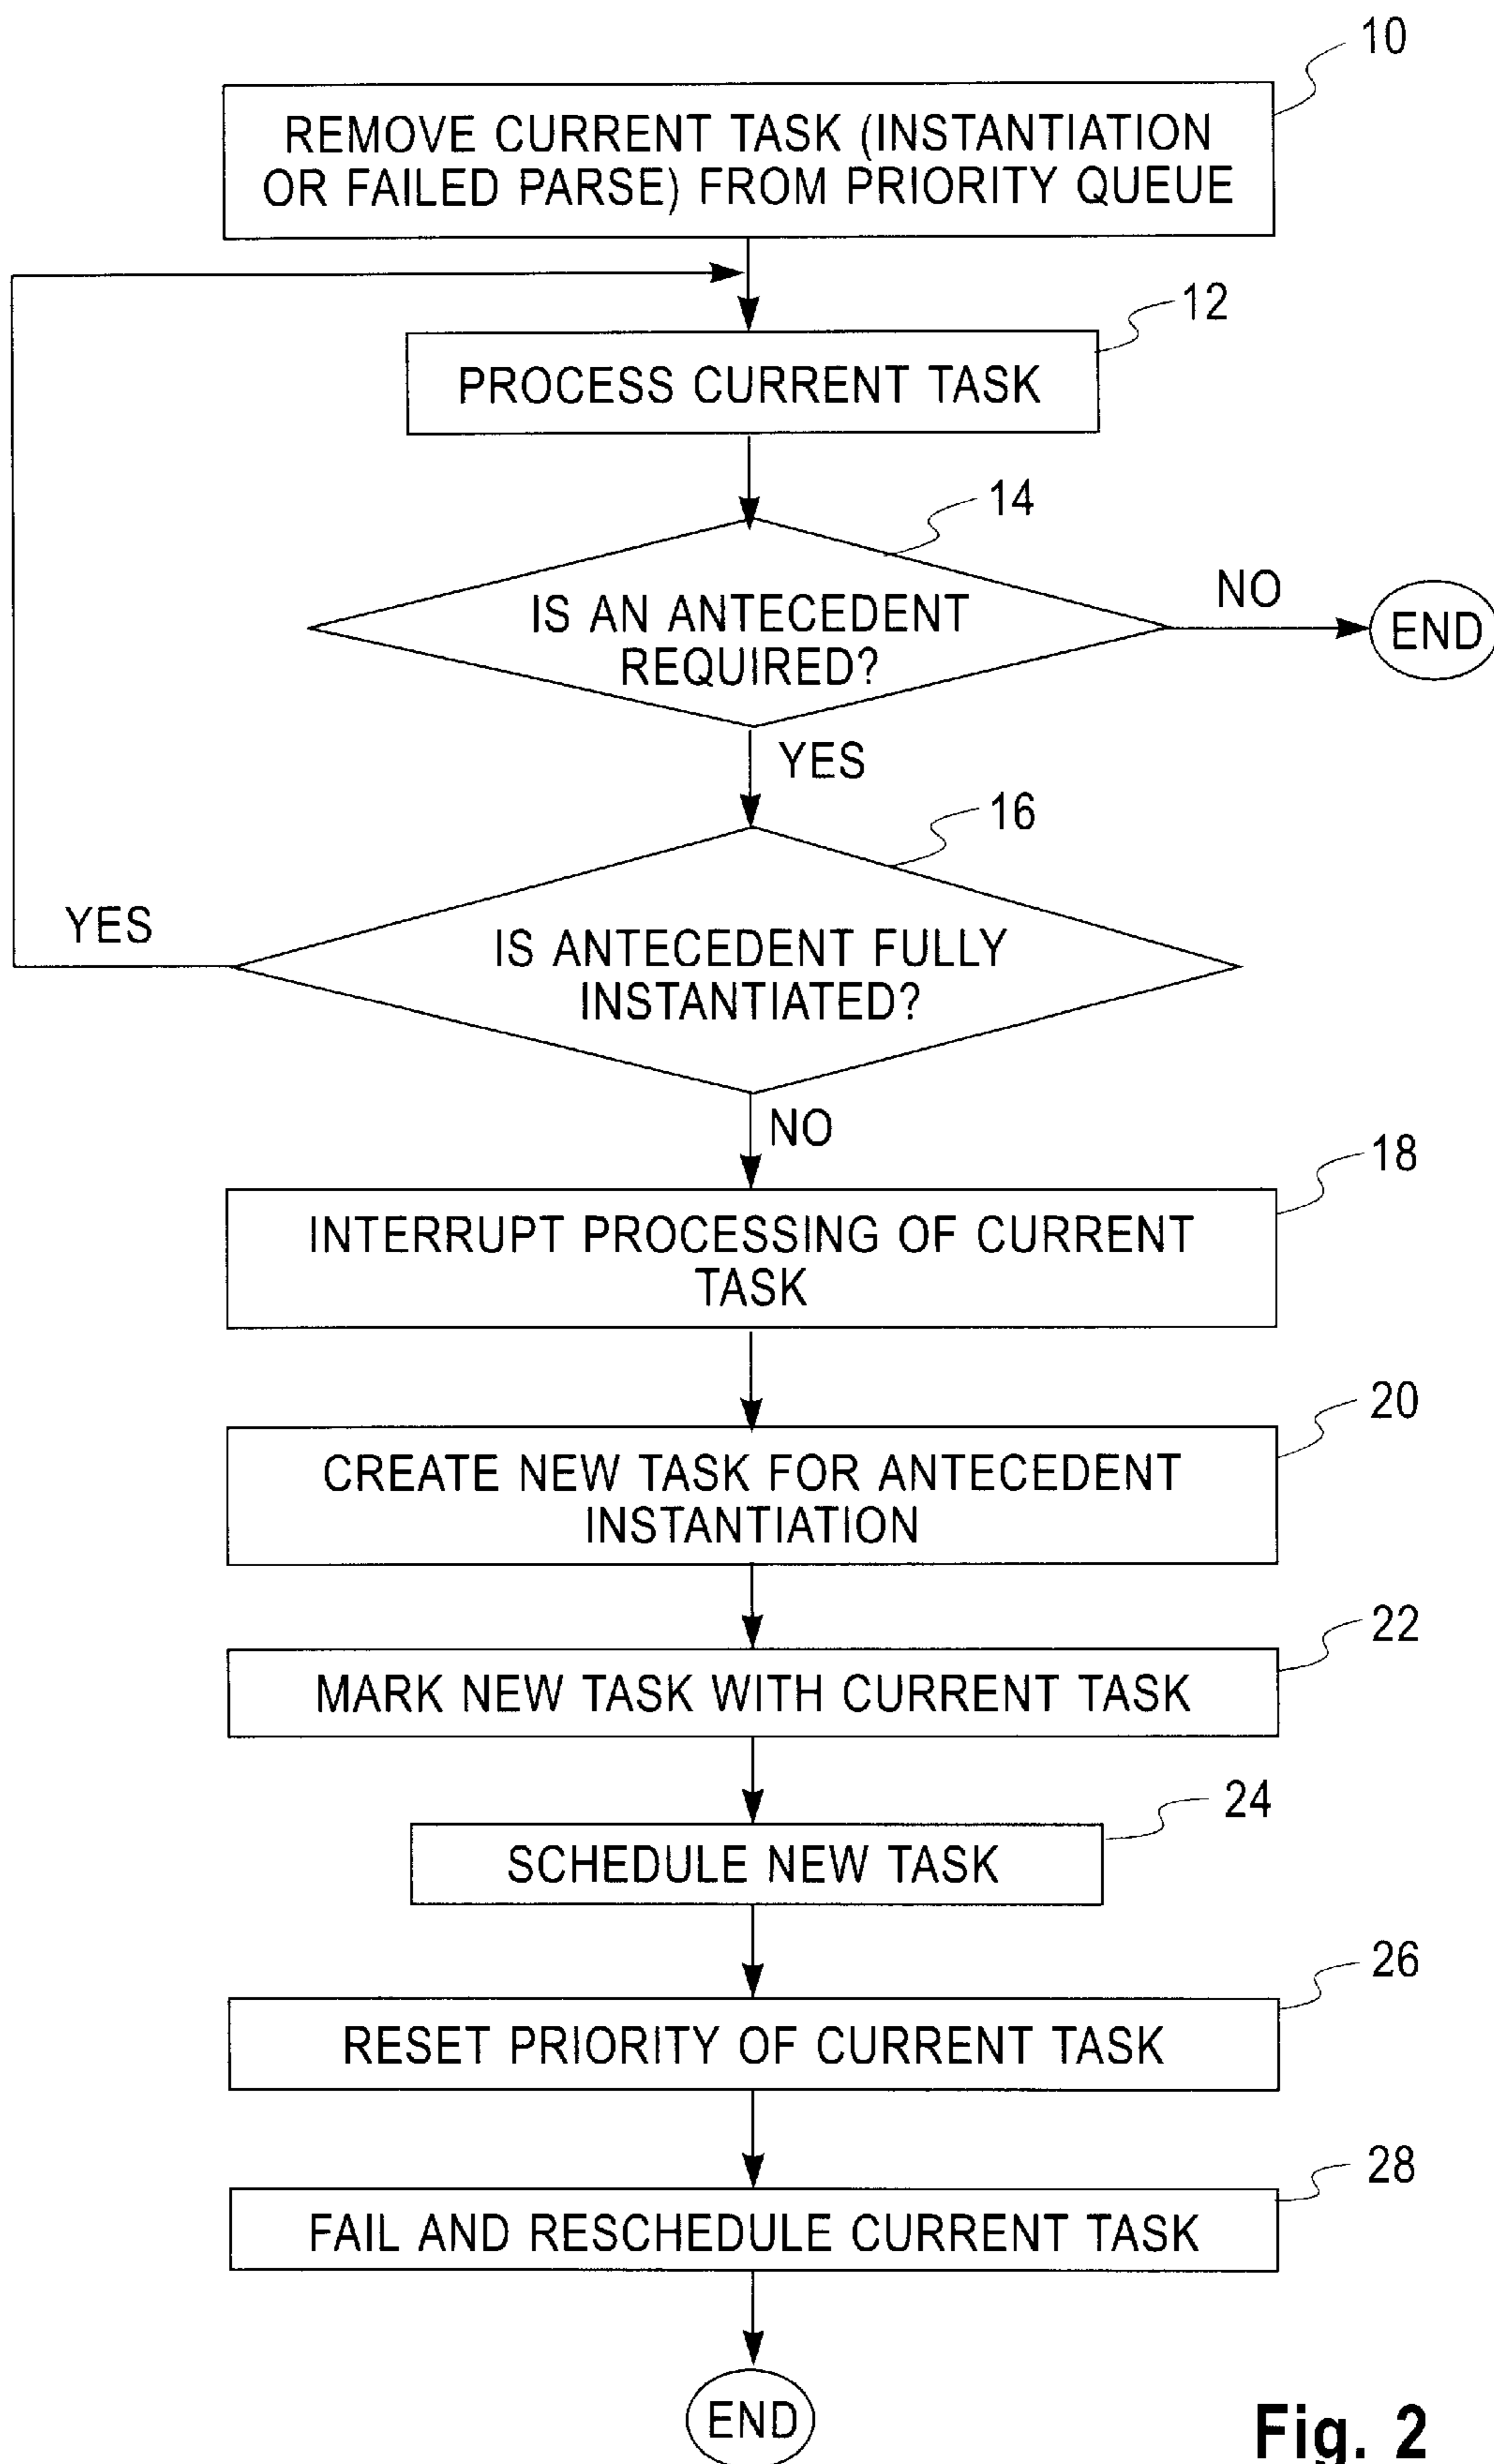 10
REMOVE CURRENT TASK (INSTANTIATION
OR FAILED PARSE) FROM PRIORITY QUEUE
12
PROCESS CURRENT TASK
14
IS AN ANTECEDENT
REQUIRED?
NO
END
YES
16
IS ANTECEDENT FULLY
INSTANTIATED?
YES
NO
18
INTERRUPT PROCESSING OF CURRENT
TASK
20
CREATE NEW TASK FOR ANTECEDENT
INSTANTIATION
22
MARK NEW TASK WITH CURRENT TASK
24
SCHEDULE NEW TASK
26
RESET PRIORITY OF CURRENT TASK
28
FAIL AND RESCHEDULE CURRENT TASK
END
Fig. 2